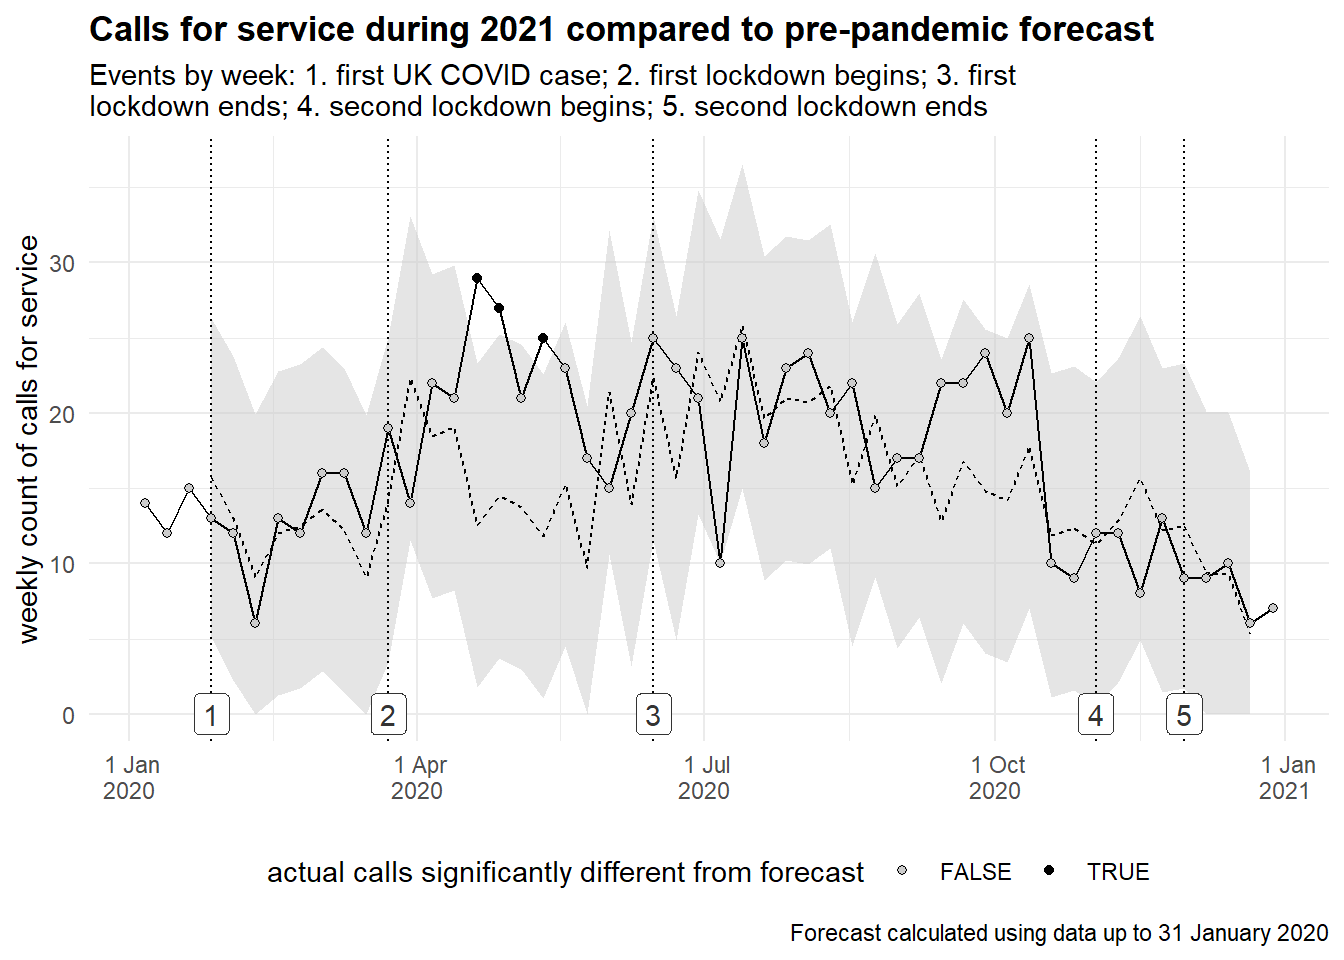 Calls for service during 2021 compared to pre-pandemic forecast
Events by week: 1. first UK COVID case; 2. first lockdown begins; 3. first
lockdown ends; 4. second lockdown begins; 5. second lockdown ends
weekly count of calls for service
30
20
10
0
1
2
3
4
5
1 Jan
2020
1 Apr
2020
1 Jul
2020
1 Oct
2020
1 Jan
2021
actual calls significantly different from forecast FALSE TRUE
Forecast calculated using data up to 31 January 2020